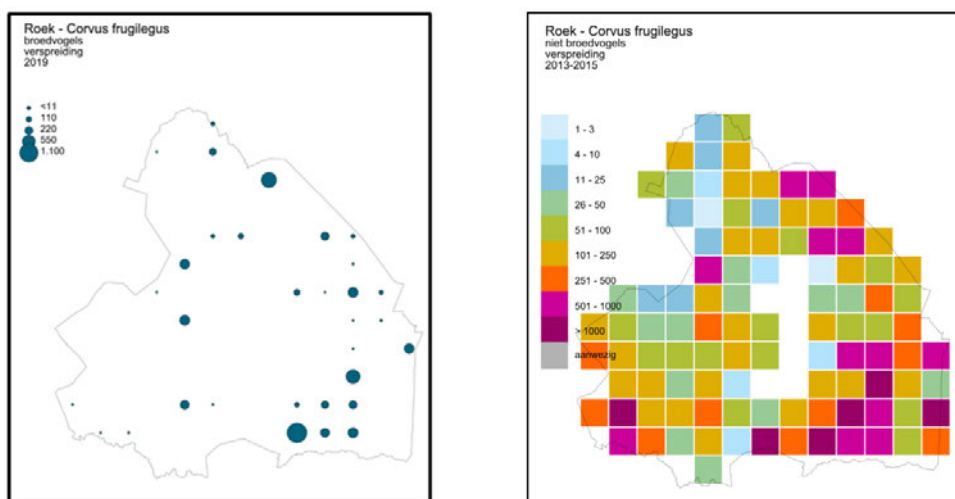 Roek - Corvus frugilegus
broedvogels
verspreiding
2019
<11
110
220
550
1.100
Roek - Corvus frugilegus
niet broedvogels
verspreiding
2013-2015
1 - 3
4 - 10
11 - 25
26 - 50
51 - 100
101 - 250
251 - 500
501 - 1000
> 1000
aanwezig